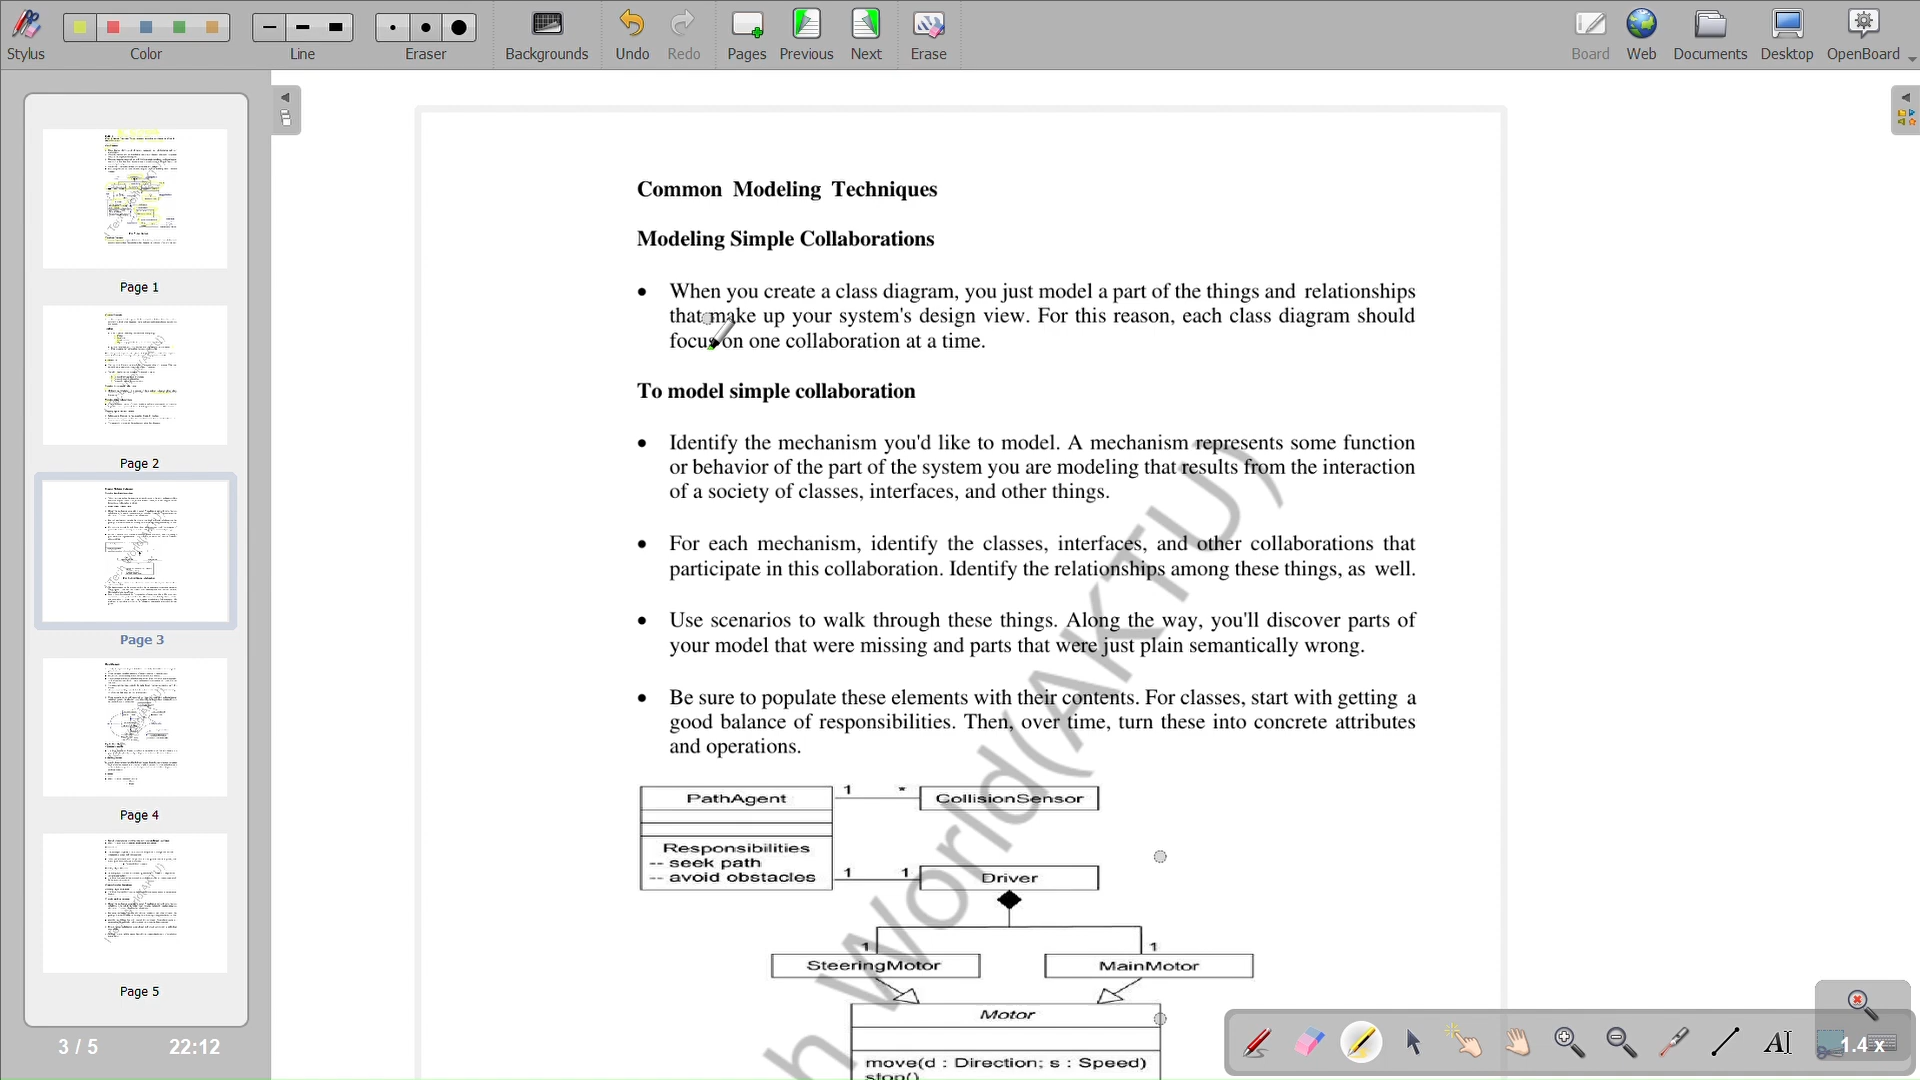 Stylus
Color
Line
Eraser
Backgrounds
Undo
Redo
Pages
Previous
Next
Erase
Board
Web
Documents
Desktop
OpenBoard
Page 1
Page 2
Page 3
Page 4
Page 5
3 / 5
22:12
Common Modeling Techniques
Modeling Simple Collaborations
• When you create a class diagram, you just model a part of the things and relationships
that make up your system's design view. For this reason, each class diagram should
focus on one collaboration at a time.
To model simple collaboration
• Identify the mechanism you'd like to model. A mechanism represents some function
or behavior of the part of the system you are modeling that results from the interaction
of a society of classes, interfaces, and other things.
• For each mechanism, identify the classes, interfaces, and other collaborations that
participate in this collaboration. Identify the relationships among these things, as well.
• Use scenarios to walk through these things. Along the way, you'll discover parts of
your model that were missing and parts that were just plain semantically wrong.
• Be sure to populate these elements with their contents. For classes, start with getting a
good balance of responsibilities. Then, over time, turn these into concrete attributes
and operations.
PathAgent
1
*
CollisionSensor
Responsibilities
-- seek path
-- avoid obstacles
1
1
Driver
1
1
SteeringMotor
MainMotor
Motor
move(d : Direction; s : Speed)
stop()
h World(AKTU)
AI
1.4 x